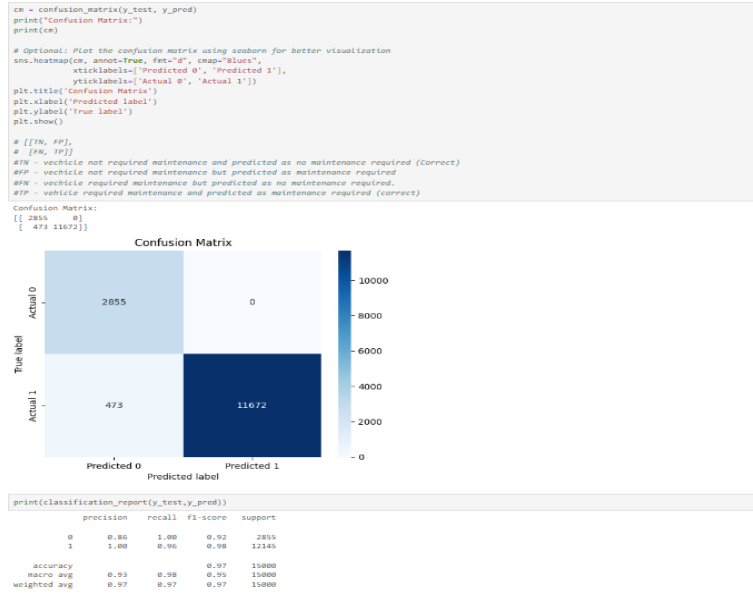 cm = confusion_matrix(y_test, y_pred)
print("Confusion Matrix:")
print(cm)
# Optional: Plot the confusion matrix using seaborn for better visualization
sns.heatmap(cm, annot=True, fmt="d", cmap="Blues",
xticklabels=['Predicted 0', 'Predicted 1'],
yticklabels=['Actual 0', 'Actual 1'])
plt.title('Confusion Matrix')
plt.xlabel('Predicted label')
plt.ylabel('True label')
plt.show()
# [[TN, FP],
#  [FN, TP]]
#TN - vechicle not required maintenance and predicted as no maintenance required (Correct)
#FP - vechicle not required maintenance but predicted as maintenance required
#FN - vechicle required maintenance but predicted as no maintenance required.
#TP - vehicle required maintenance and predicted as maintenance required (correct)
Confusion Matrix:
[[ 2855     0]
[  473 11672]]
Confusion Matrix
Actual 0
2855
0
Actual 1
473
11672
True label
Predicted 0
Predicted 1
Predicted label
10000
8000
6000
4000
2000
0
print(classification_report(y_test,y_pred))
precision recall f1-score support
0 0.86 1.00 0.92 2855
1 1.00 0.96 0.98 12145
accuracy 0.97 15000
macro avg 0.93 0.98 0.95 15000
weighted avg 0.97 0.97 0.97 15000